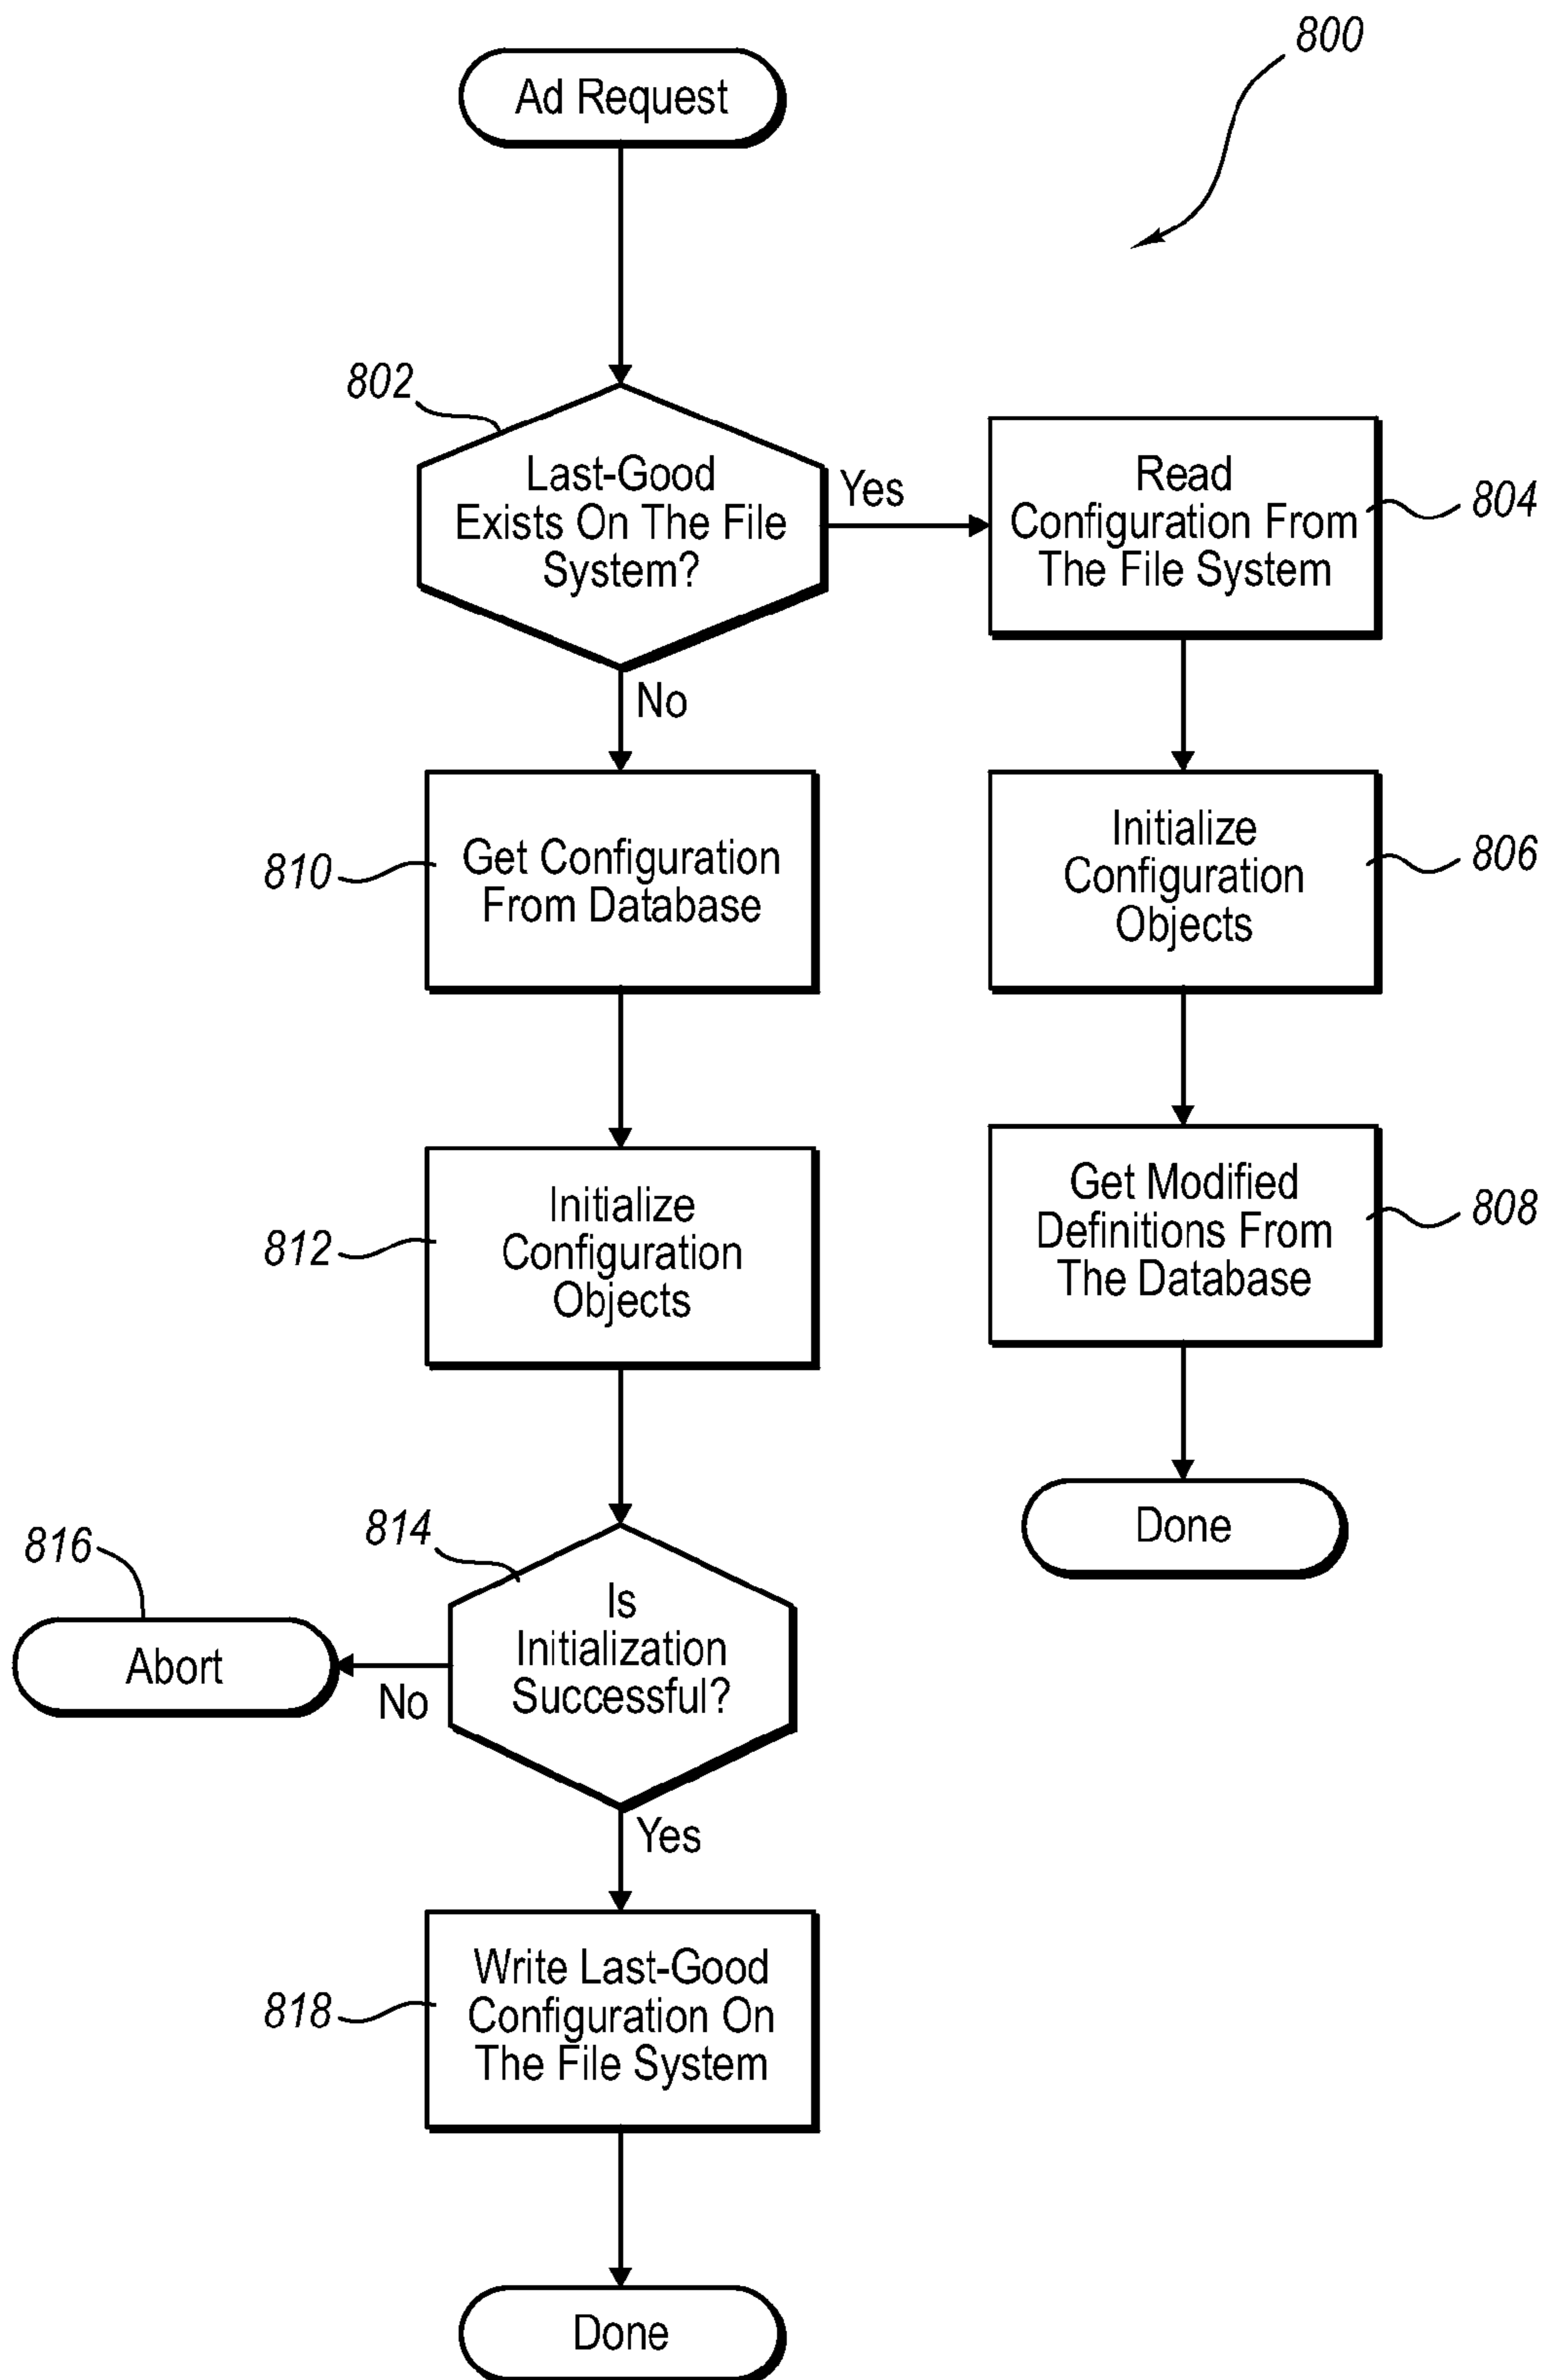 800
Ad Request
802
Last-Good
Exists On The File
System?
Yes
Read
Configuration From
The File System
804
No
810
Get Configuration
From Database
Initialize
Configuration
Objects
806
812
Initialize
Configuration
Objects
Get Modified
Definitions From
The Database
808
814
Is
Initialization
Successful?
816
Abort
No
Done
Yes
818
Write Last-Good
Configuration On
The File System
Done